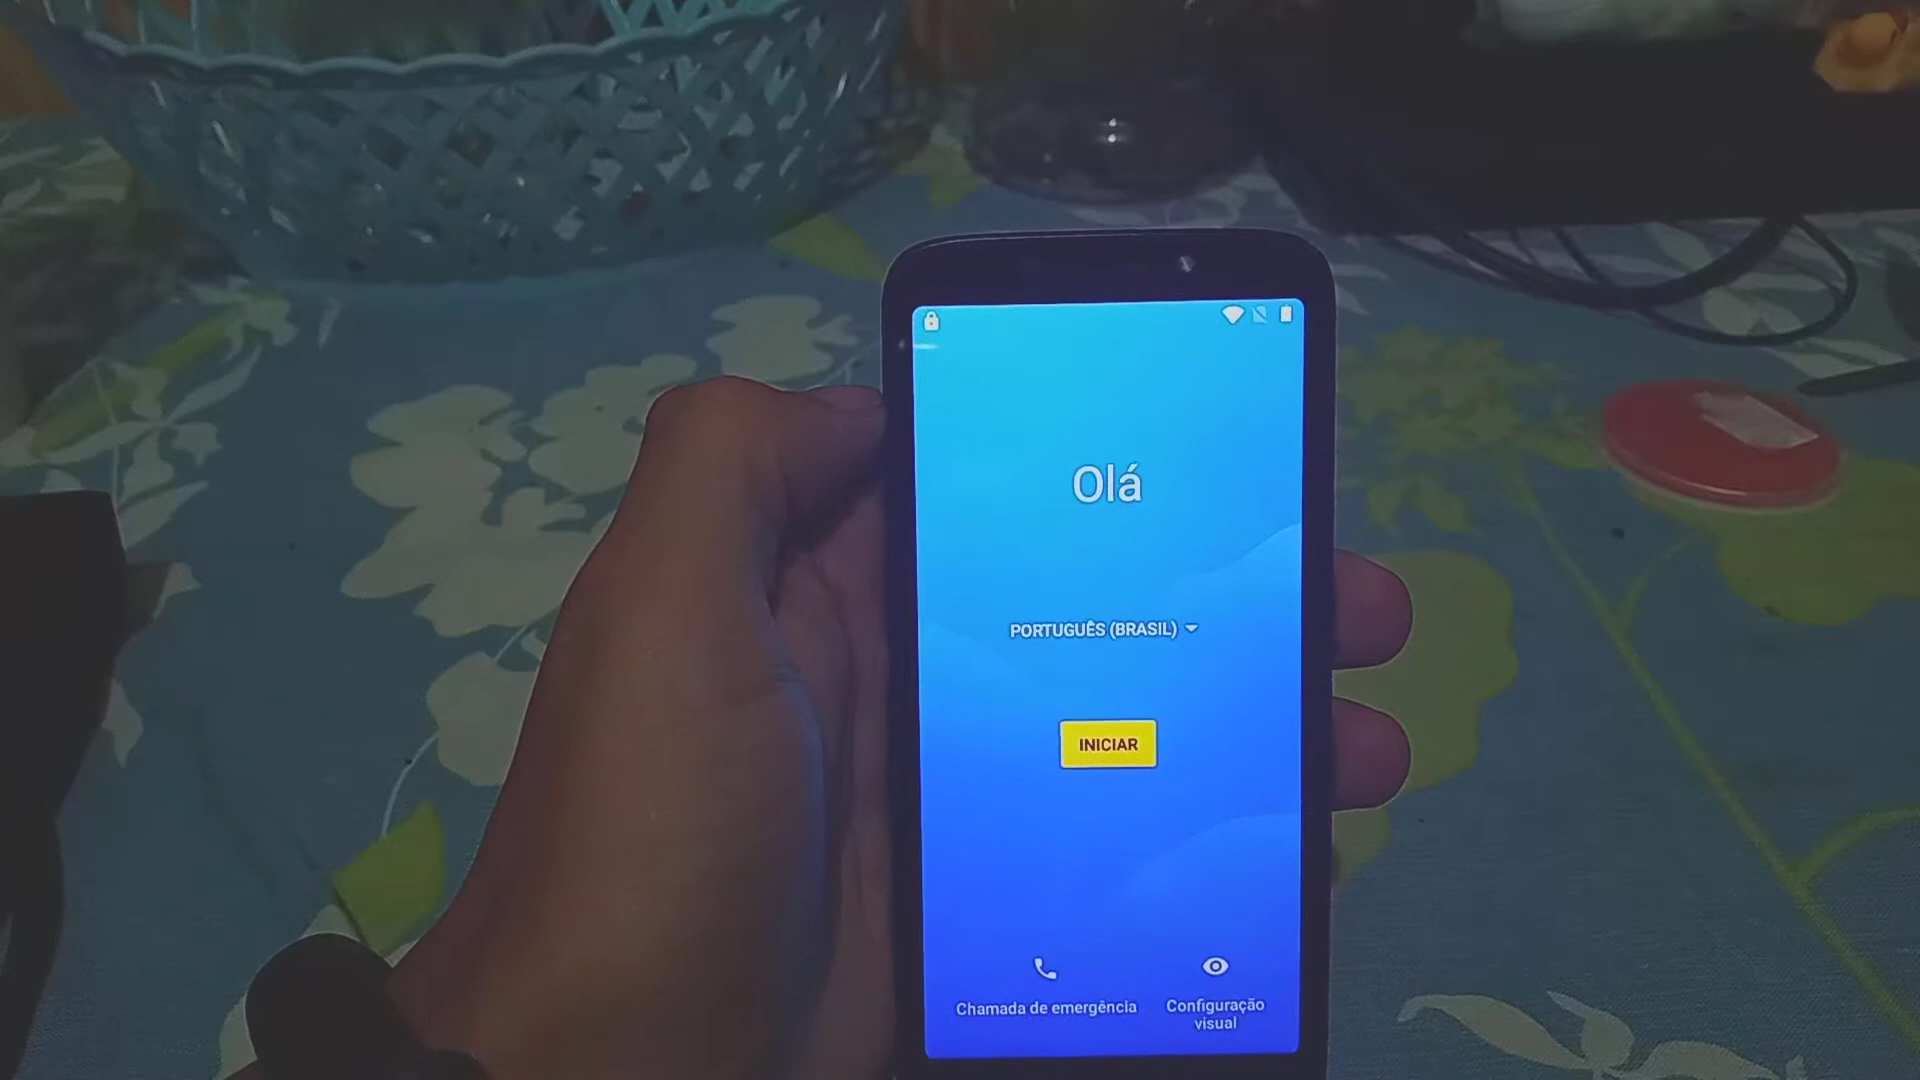 Olá
PORTUGUÊS (BRASIL)
INICIAR
Chamada de emergência
Configuração
visual